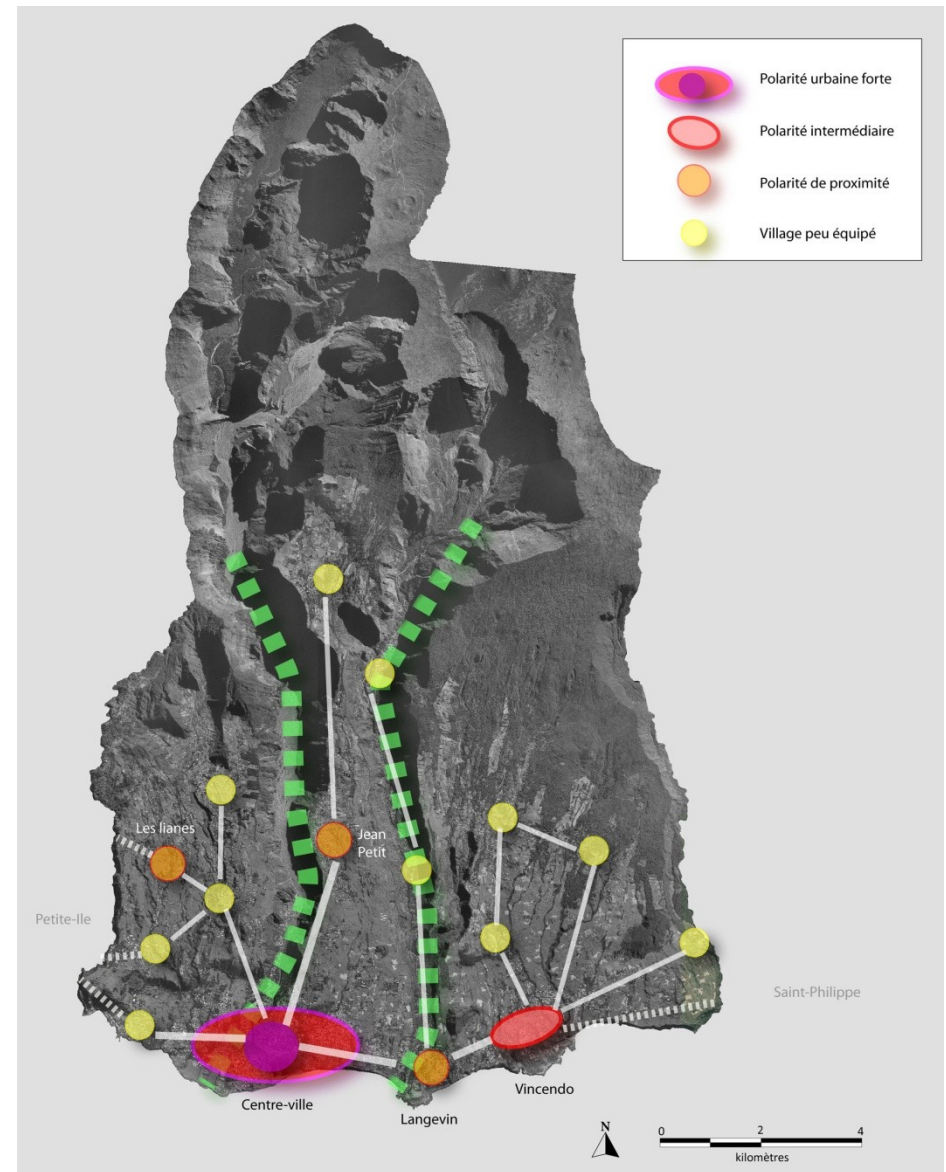 Polarité urbaine forte
Polarité intermédiaire
Polarité de proximité
Village peu équipé
Les lianes
Jean
Petit
Petite-Ile
Saint-Philippe
Centre-ville
Langevin
Vincendo
N
0 2 4
kilomètres